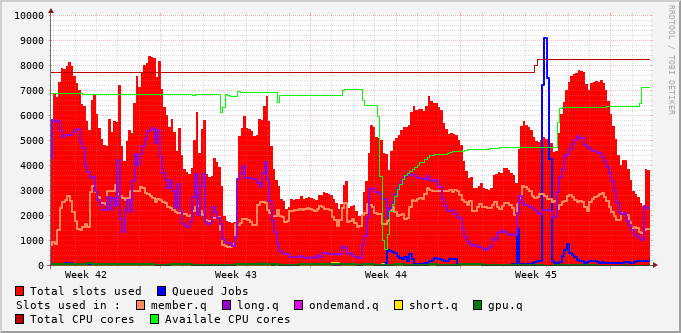 10000
9000
8000
7000
6000
5000
4000
3000
2000
1000
0
Week 42 Week 43 Week 44 Week 45
RRDTOOL / TOBI OETIKER
Total slots used Queued Jobs
Slots used in : member.q long.q ondemand.q short.q gpu.q
Total CPU cores Availale CPU cores